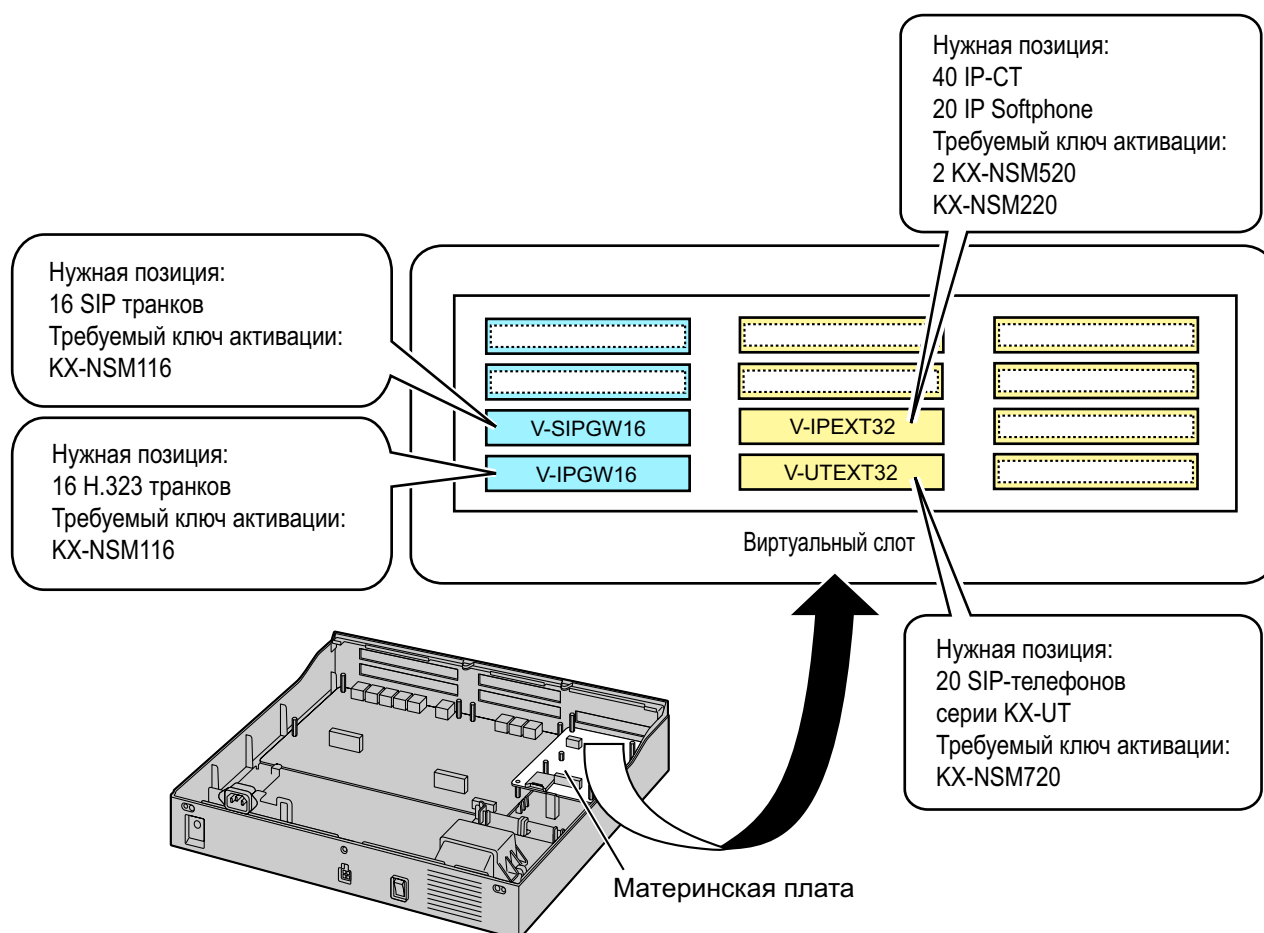 Нужная позиция:
40 IP-CT
20 IP Softphone
Требуемый ключ активации:
2 KX-NSM520
KX-NSM220
Нужная позиция:
16 SIP транков
Требуемый ключ активации:
KX-NSM116
Нужная позиция:
16 H.323 транков
Требуемый ключ активации:
KX-NSM116
V-SIPGW16
V-IPEXT32
V-IPGW16
V-UTEXT32
Виртуальный слот
Нужная позиция:
20 SIP-телефонов
серии KX-UT
Требуемый ключ активации:
KX-NSM720
Материнская плата